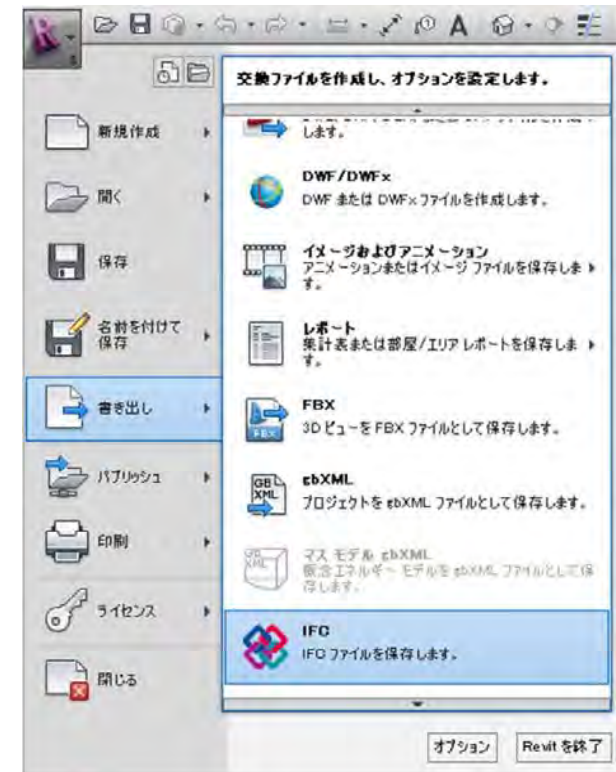 A
交換ファイルを作成し、オプションを設定します。
新規作成
開く
保存
名前を付けて
保存
書き出し
パブリッシュ
印刷
ライセンス
閉じる
します。
DWF/DWFx
DWF または DWFx ファイルを作成します。
イメージおよびアニメーション
アニメーションまたはイメージ ファイルを保存しま
す。
レポート
集計表または部屋/エリア レポートを保存しま
す。
FBX
FBX
3D ビューを FBX ファイルとして保存します。
GB
XML
gbXML
プロジェクトを gbXML ファイルとして保存します。
マス モデル gbXML
概念エネルギー モデルを gbXML ファイルとして保
存します。
IFC
IFC ファイルを保存します。
オプション
Revit を終了